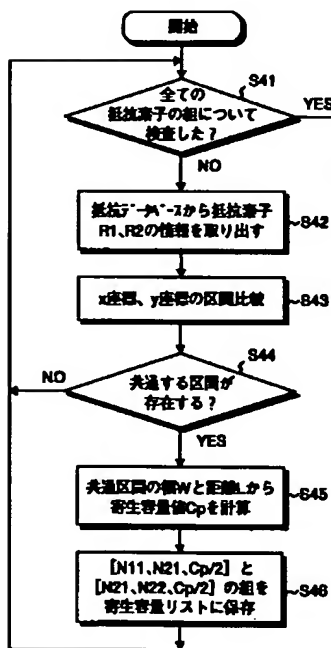 開始
S41
全ての
抵抗素子の組について
検査した?
YES
NO
抵抗データベースから抵抗素子
R1、R2の情報を取り出す
S42
x座標、y座標の区間比較
S43
S44
NO
共通する区間が
存在する?
YES
共通区間の幅Wと距離Lから
寄生容量値Cpを計算
S45
[N11、N21、Cp/2] と
[N21、N22、Cp/2] の組を
寄生容量リストに保存
S46